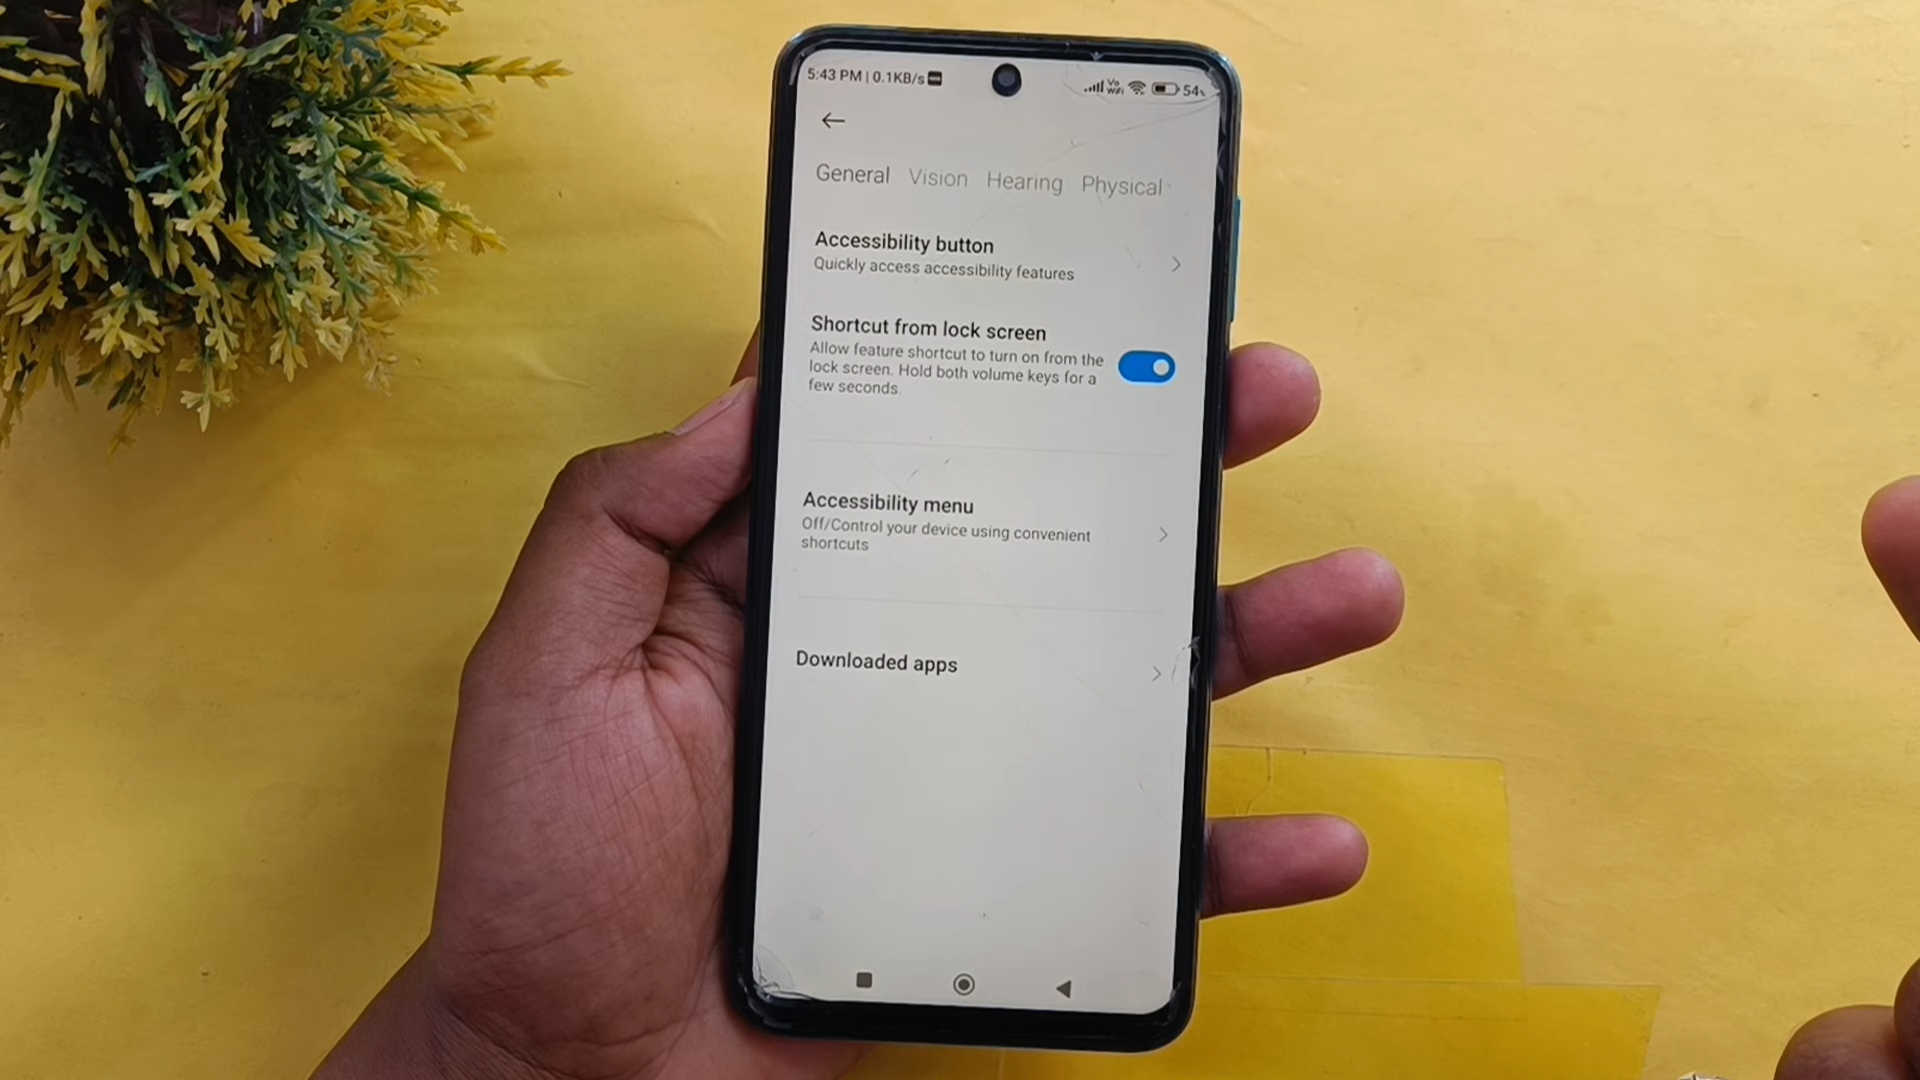 5:43 PM | 0.1KB/s
Vo
WiFi
54%
General Vision Hearing Physical
Accessibility button
Quickly access accessibility features
Shortcut from lock screen
Allow feature shortcut to turn on from the
lock screen. Hold both volume keys for a
few seconds.
Accessibility menu
Off/Control your device using convenient
shortcuts
Downloaded apps